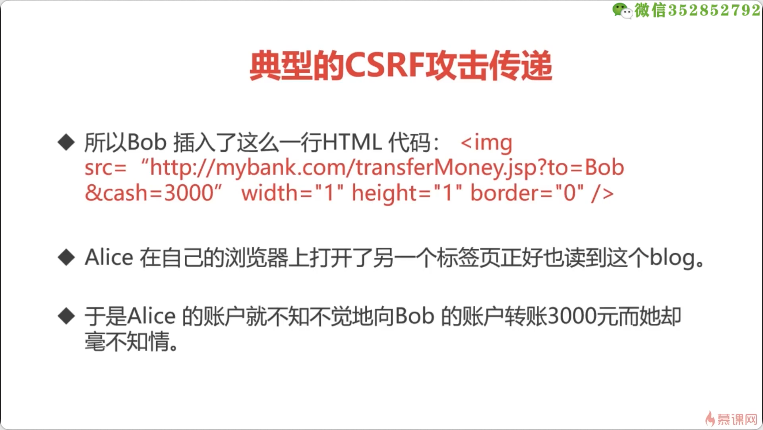 微信352852792
典型的CSRF攻击传递
◆ 所以Bob 插入了这么一行HTML 代码： <img
src=“http://mybank.com/transferMoney.jsp?to=Bob
&cash=3000” width="1" height="1" border="0" />
◆ Alice 在自己的浏览器上打开了另一个标签页正好也读到这个blog。
◆ 于是Alice 的账户就不知不觉地向Bob 的账户转账3000元而她却
毫不知情。
慕课网